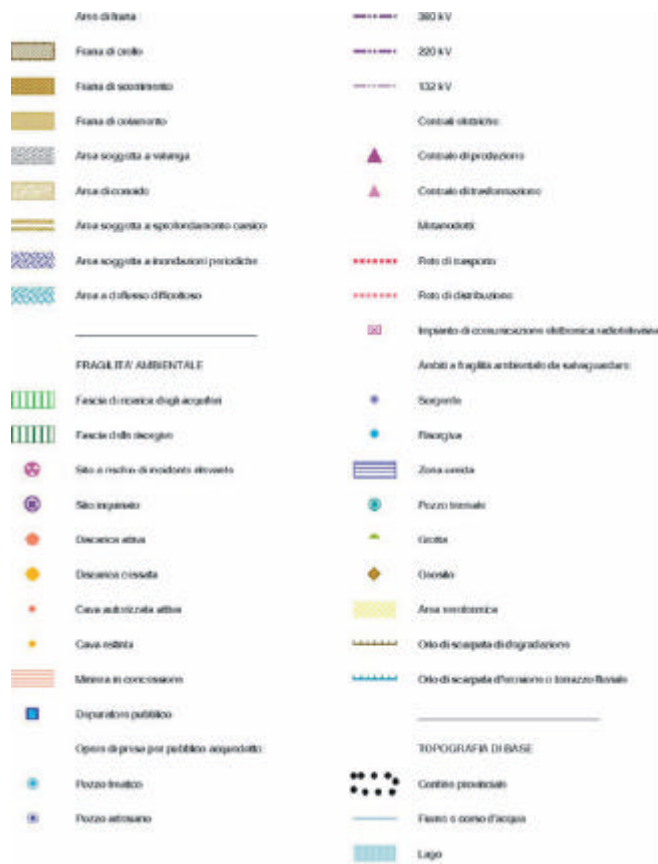 Aree di frana
Frana di crollo
Frana di scorrimento
Frana di colamento
Area soggetta a valanga
Area di conoide
Area soggetta a sprofondamento carsico
Area soggetta a inondazioni periodiche
Area a deflusso difficoltoso
FRAGILITA' AMBIENTALE
Fascia di ricarica degli acquiferi
Fascia delle risorgive
Sito a rischio di incidente rilevante
Sito inquinato
Discarica attiva
Discarica cessata
Cava autorizzata attiva
Cava estinta
Miniera in concessione
Depuratore pubblico
Opere di presa per pubblico acquedotto:
Pozzo freatico
Pozzo artesiano
380 kV
220 kV
132 kV
Centrali elettriche:
Centrale di produzione
Centrale di trasformazione
Metanodotti:
Rete di trasporto
Rete di distribuzione
Impianto di comunicazione elettronica radiotelevisiva
Ambiti a fragilità ambientale da salvaguardare:
Sorgente
Risorgiva
Zona umida
Pozzo termale
Grotta
Geosito
Area
Orlo di scarpata di degradazione
Orlo di scarpata d'erosione o terrazzo fluviale
TOPOGRAFIA DI BASE
Confine provinciale
Fiume o corso d'acqua
Lago